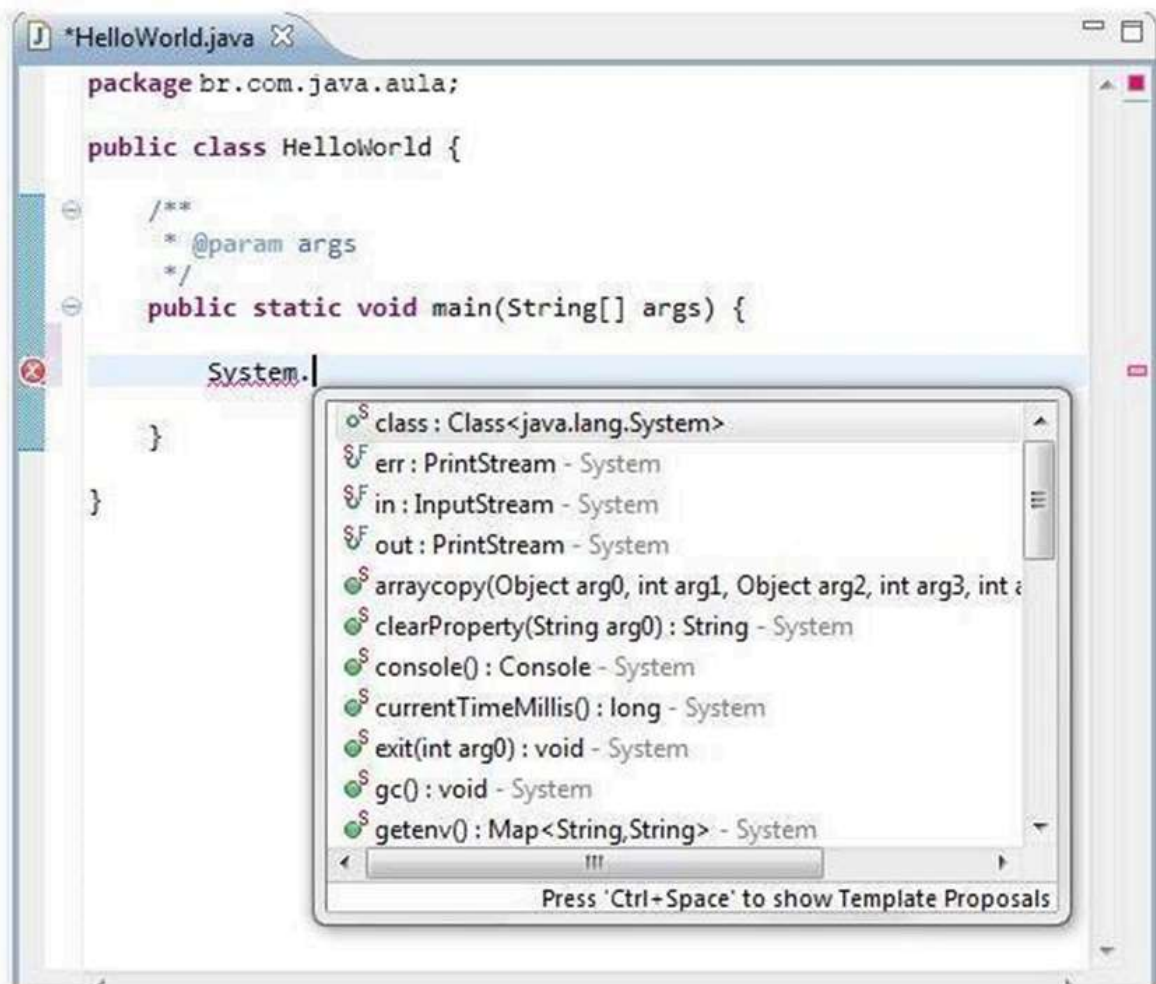 *HelloWorld.java
package br.com.java.aula;
public class HelloWorld {
/**
* @param args
*/
public static void main(String[] args) {
System.
class : Class<java.lang.System>
err : PrintStream - System
in : InputStream - System
out : PrintStream - System
arraycopy(Object arg0, int arg1, Object arg2, int arg3, int a
clearProperty(String arg0) : String - System
console() : Console - System
currentTimeMillis() : long - System
exit(int arg0) : void - System
gc() : void - System
getenv() : Map<String,String> - System
Press 'Ctrl+Space' to show Template Proposals
}
}